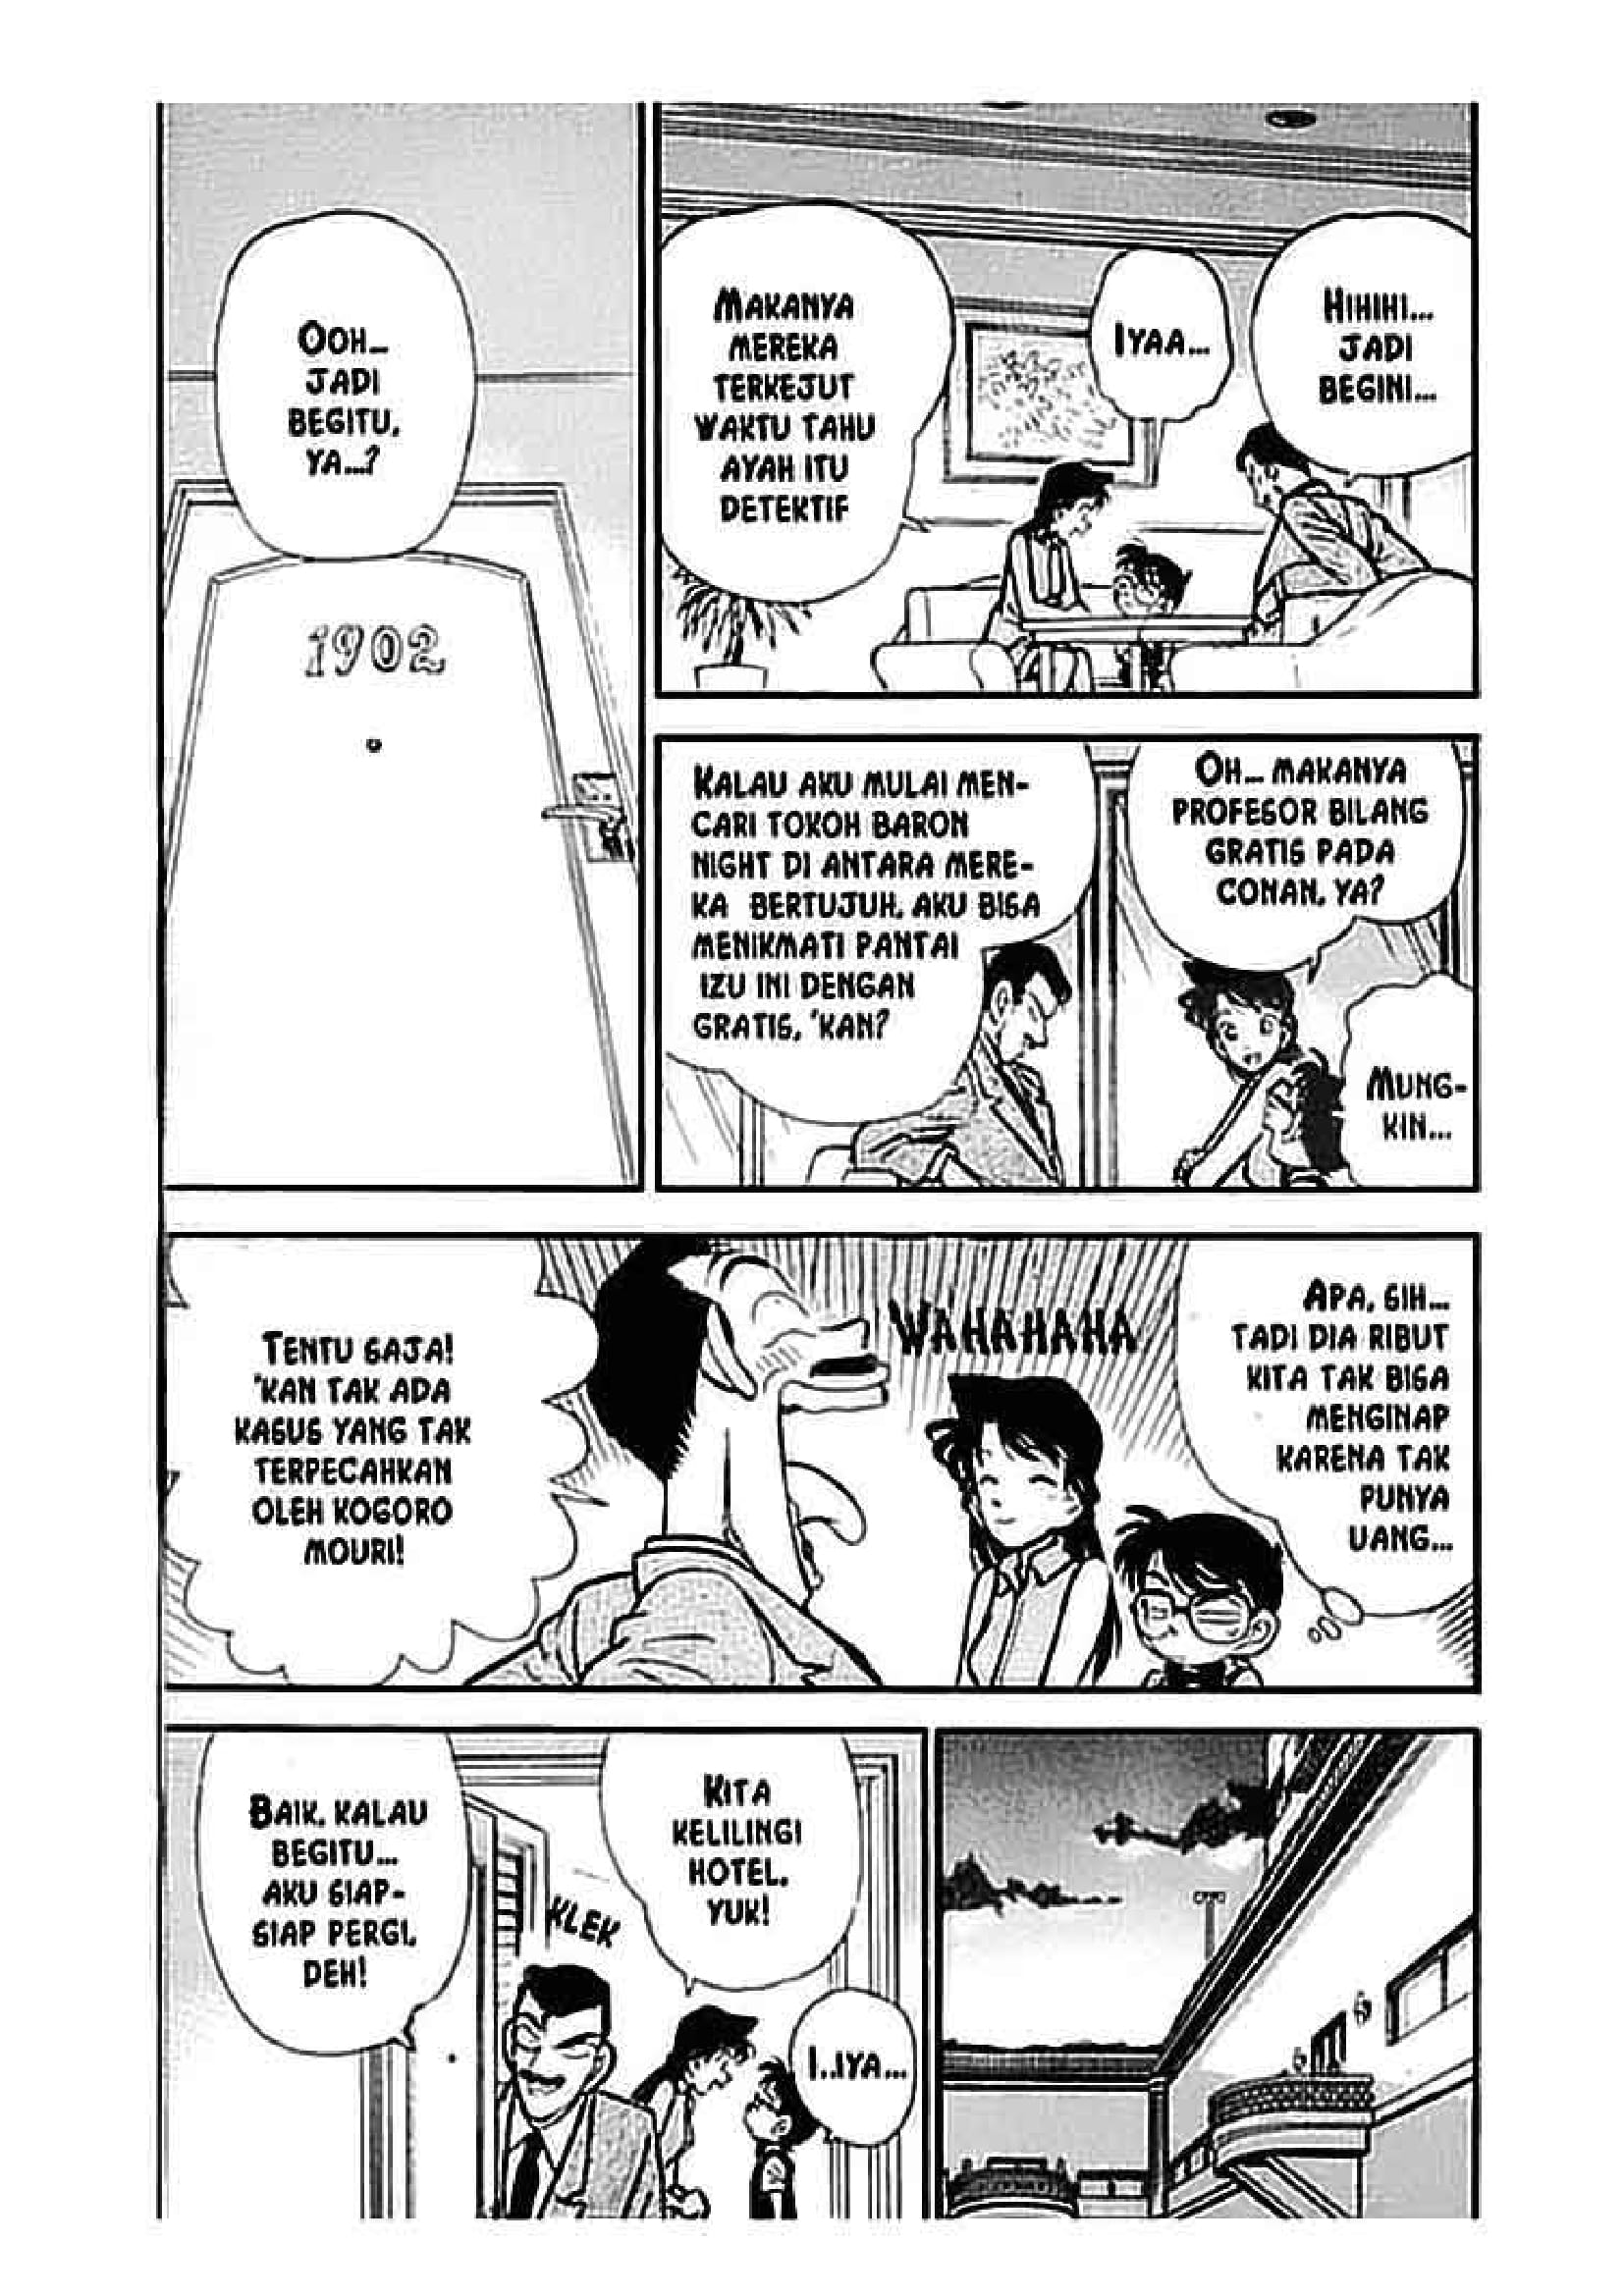 OOH...
JADI
BEGITU,
YA...?
1902
MAKANYA
MEREKA
TERKEJUT
WAKTU TAHU
AYAH ITU
DETEKTIF
IYAA...
HIHIHI...
JADI
BEGINI...
KALAU AKU MULAI MEN-
CARI TOKOH BARON
NIGHT DI ANTARA MERE-
KA BERTUJUH, AKU BISA
MENIKMATI PANTAI
IZU INI DENGAN
GRATIS, 'KAN?
OH... MAKANYA
PROFESOR BILANG
GRATIS PADA
CONAN, YA?
MUNG-
KIN...
TENTU SAJA!
'KAN TAK ADA
KASUS YANG TAK
TERPECAHKAN
OLEH KOGORO
MOURI!
WAHAHAHA
APA, SIH...
TADI DIA RIBUT
KITA TAK BISA
MENGINAP
KARENA TAK
PUNYA
UANG...
BAIK, KALAU
BEGITU...
AKU SIAP-
SIAP PERGI,
DEH!
KLEK
KITA
KELILINGI
HOTEL,
YUK!
I..IYA...